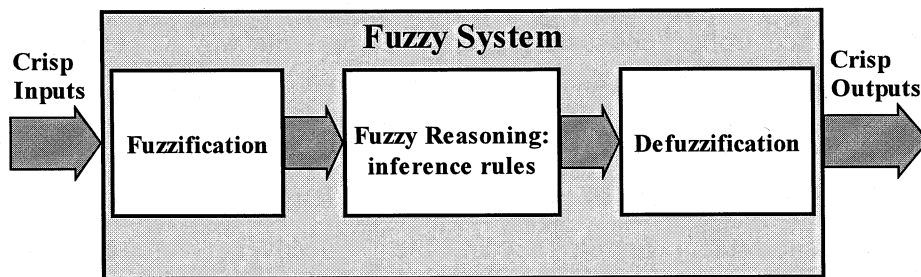 Fuzzy System
Crisp
Inputs
Fuzzification
Fuzzy Reasoning:
inference rules
Defuzzification
Crisp
Outputs